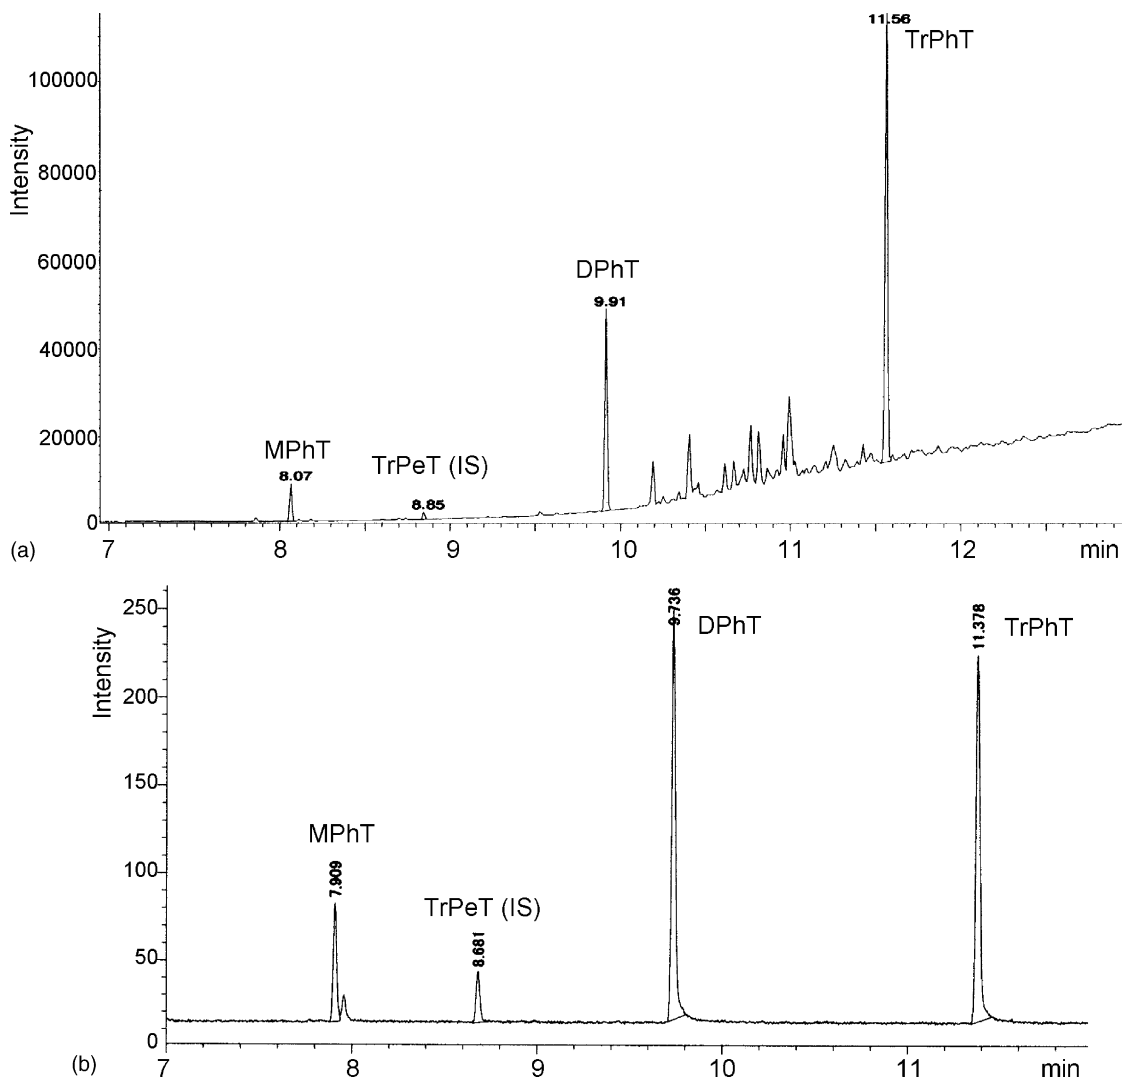 11.56
TrPhT
100000
Intensity
80000
DPhT
60000
9.91
40000
MPhT
20000
TrPeT (IS)
8.07
8.85
0
(a)
7
8
9
10
11
12
min
9.736
250
DPhT
11.378
TrPhT
Intensity
200
150
MPhT
100
7.909
TrPeT (IS)
8.681
50
0
(b)
7
8
9
10
11
min